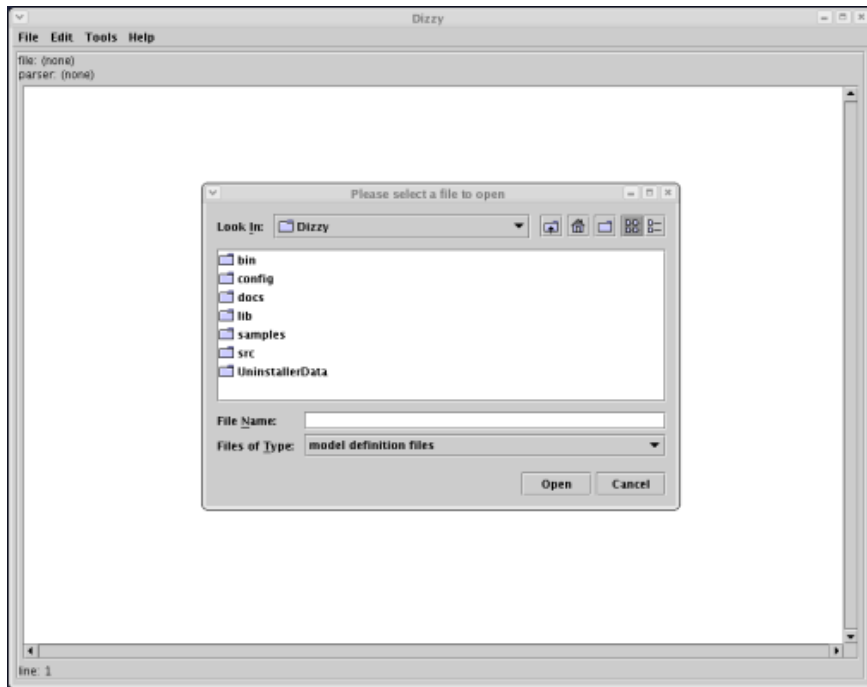 Dizzy
File Edit Tools Help
file: (none)
parser: (none)
Please select a file to open
Look In: Dizzy
bin
config
docs
lib
samples
src
UninstallerData
File Name:
Files of Type: model definition files
Open Cancel
line: 1